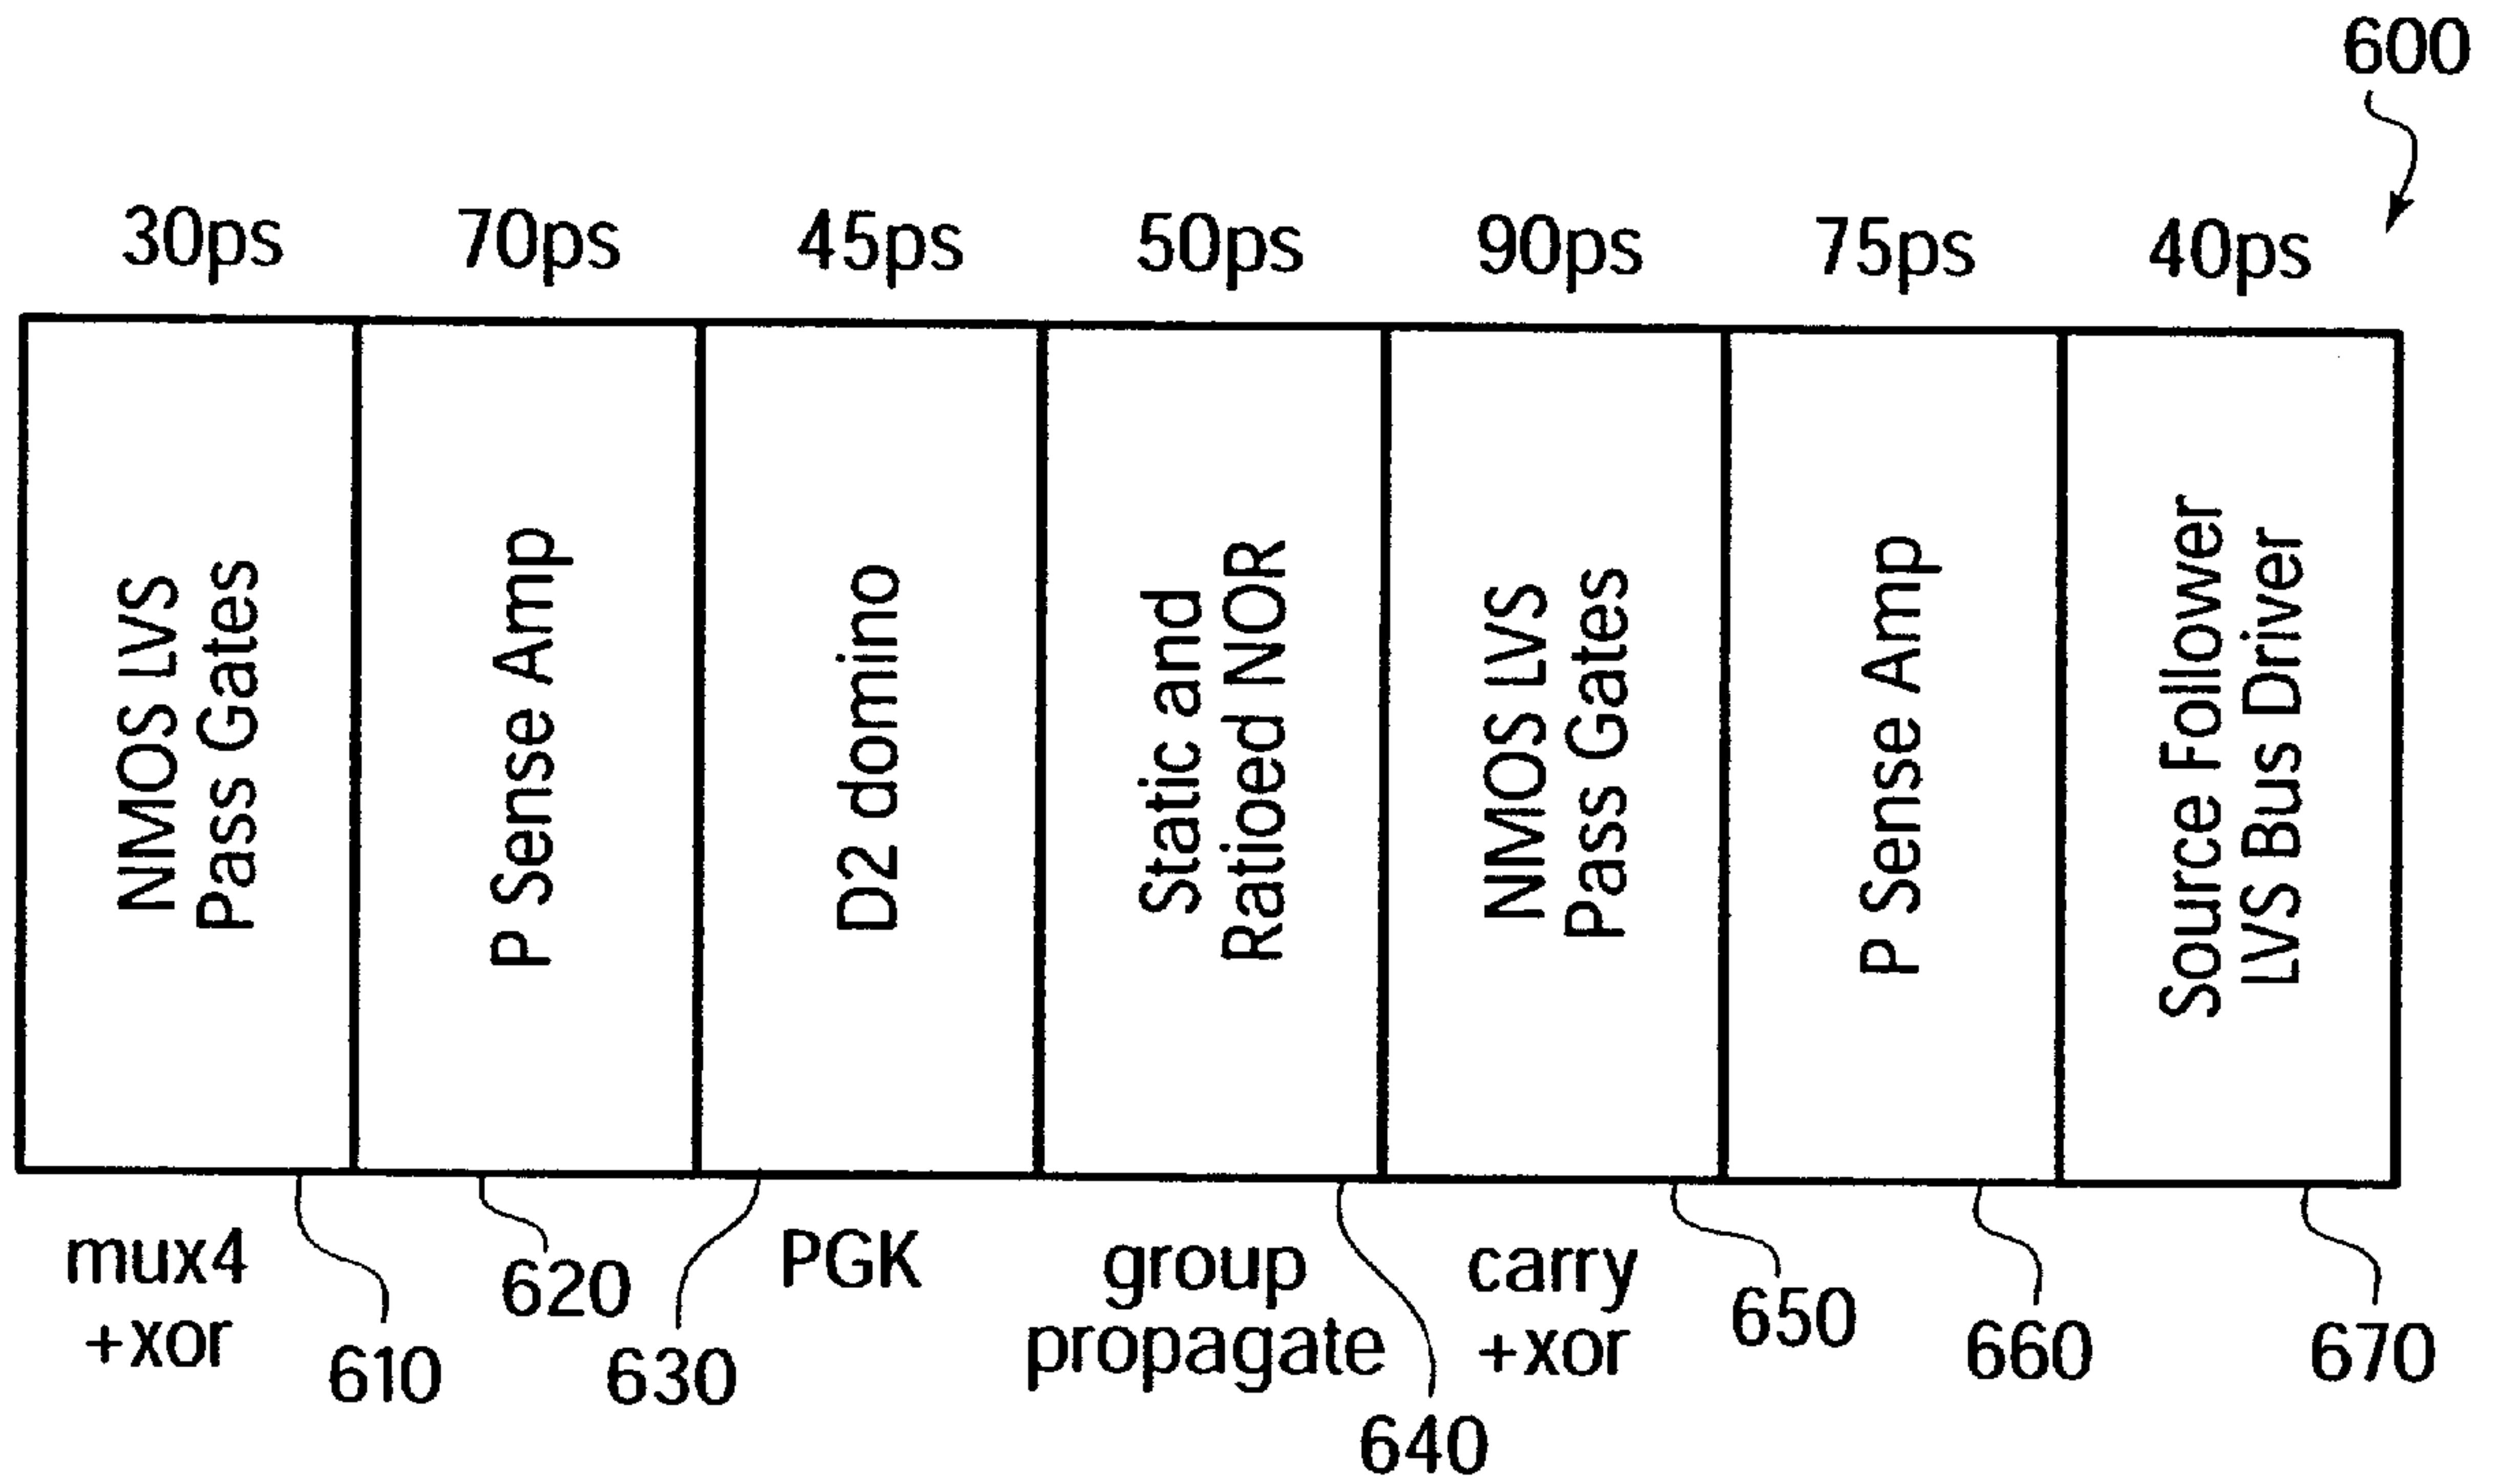 600
30ps 70ps 45ps 50ps 90ps 75ps 40ps
NMOS LVS
Pass Gates
P Sense Amp
D2 domino
Static and
Ratioed NOR
NMOS LVS
Pass Gates
P Sense Amp
Source Follower
LVS Bus Driver
mux4
+xor
610
620
630
PGK
group
propagate
640
carry
+xor
650
660
670